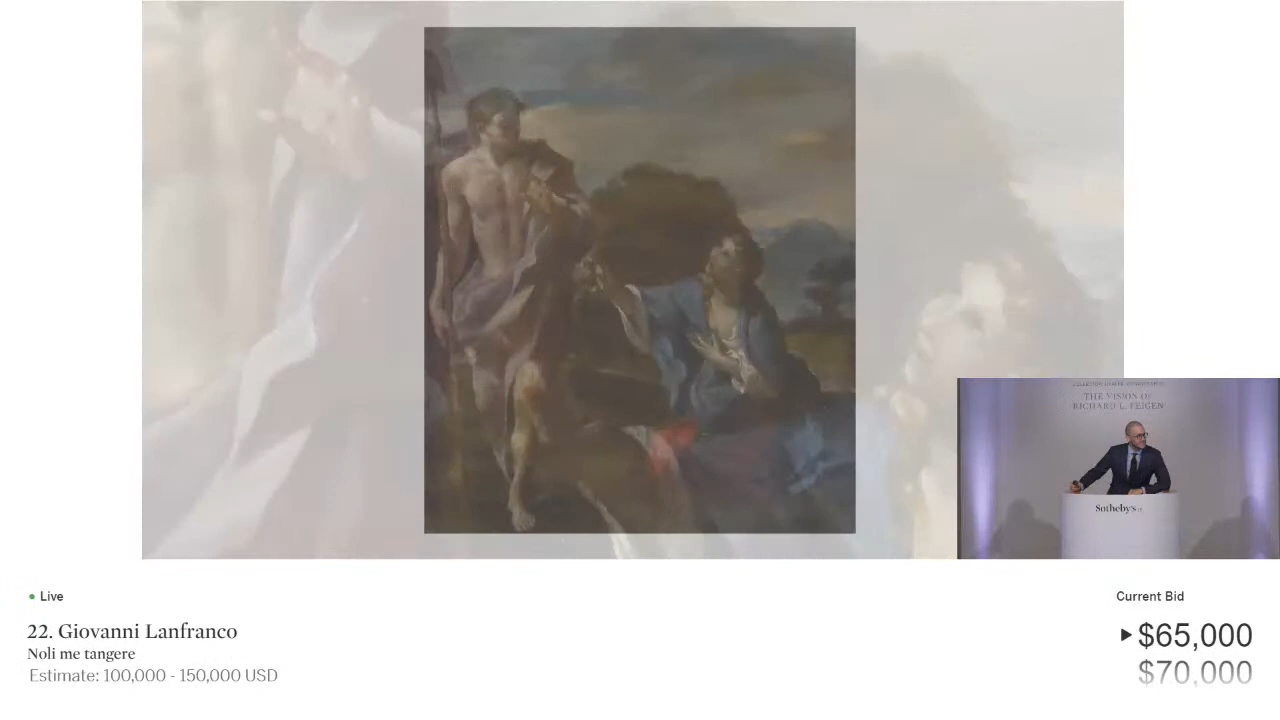 THE VISION OF
RICHARD L. FEIGEN
Sotheby's
Live
22. Giovanni Lanfranco
Noli me tangere
Estimate: 100,000 - 150,000 USD
Current Bid
$65,000
$70,000